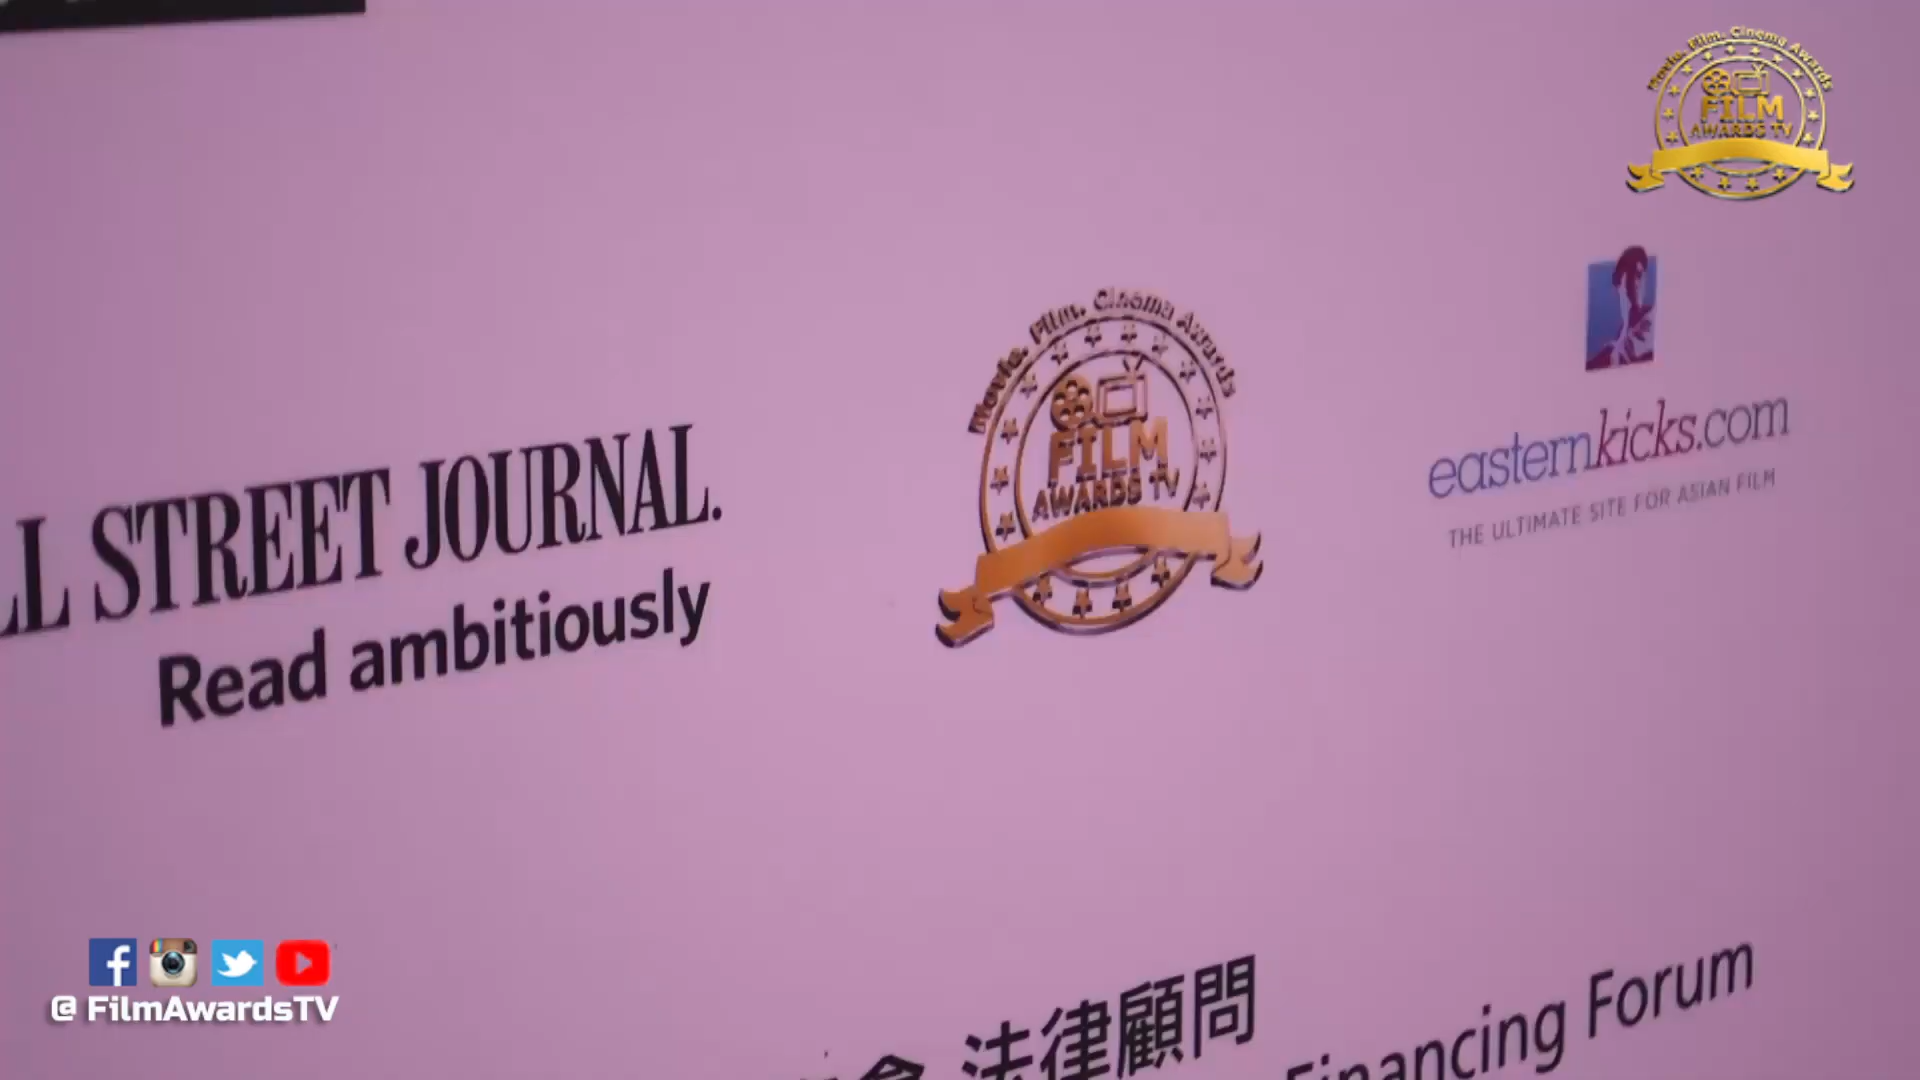 Movie. Film. Cinema Awards
FILM
AWARDS TV
LL STREET JOURNAL.
Read ambitiously
Movie. Film. Cinema Awards
FILM
AWARDS TV
easternkicks.com
THE ULTIMATE SITE FOR ASIAN FILM
@ FilmAwardsTV
會 法律顧問
Financing Forum